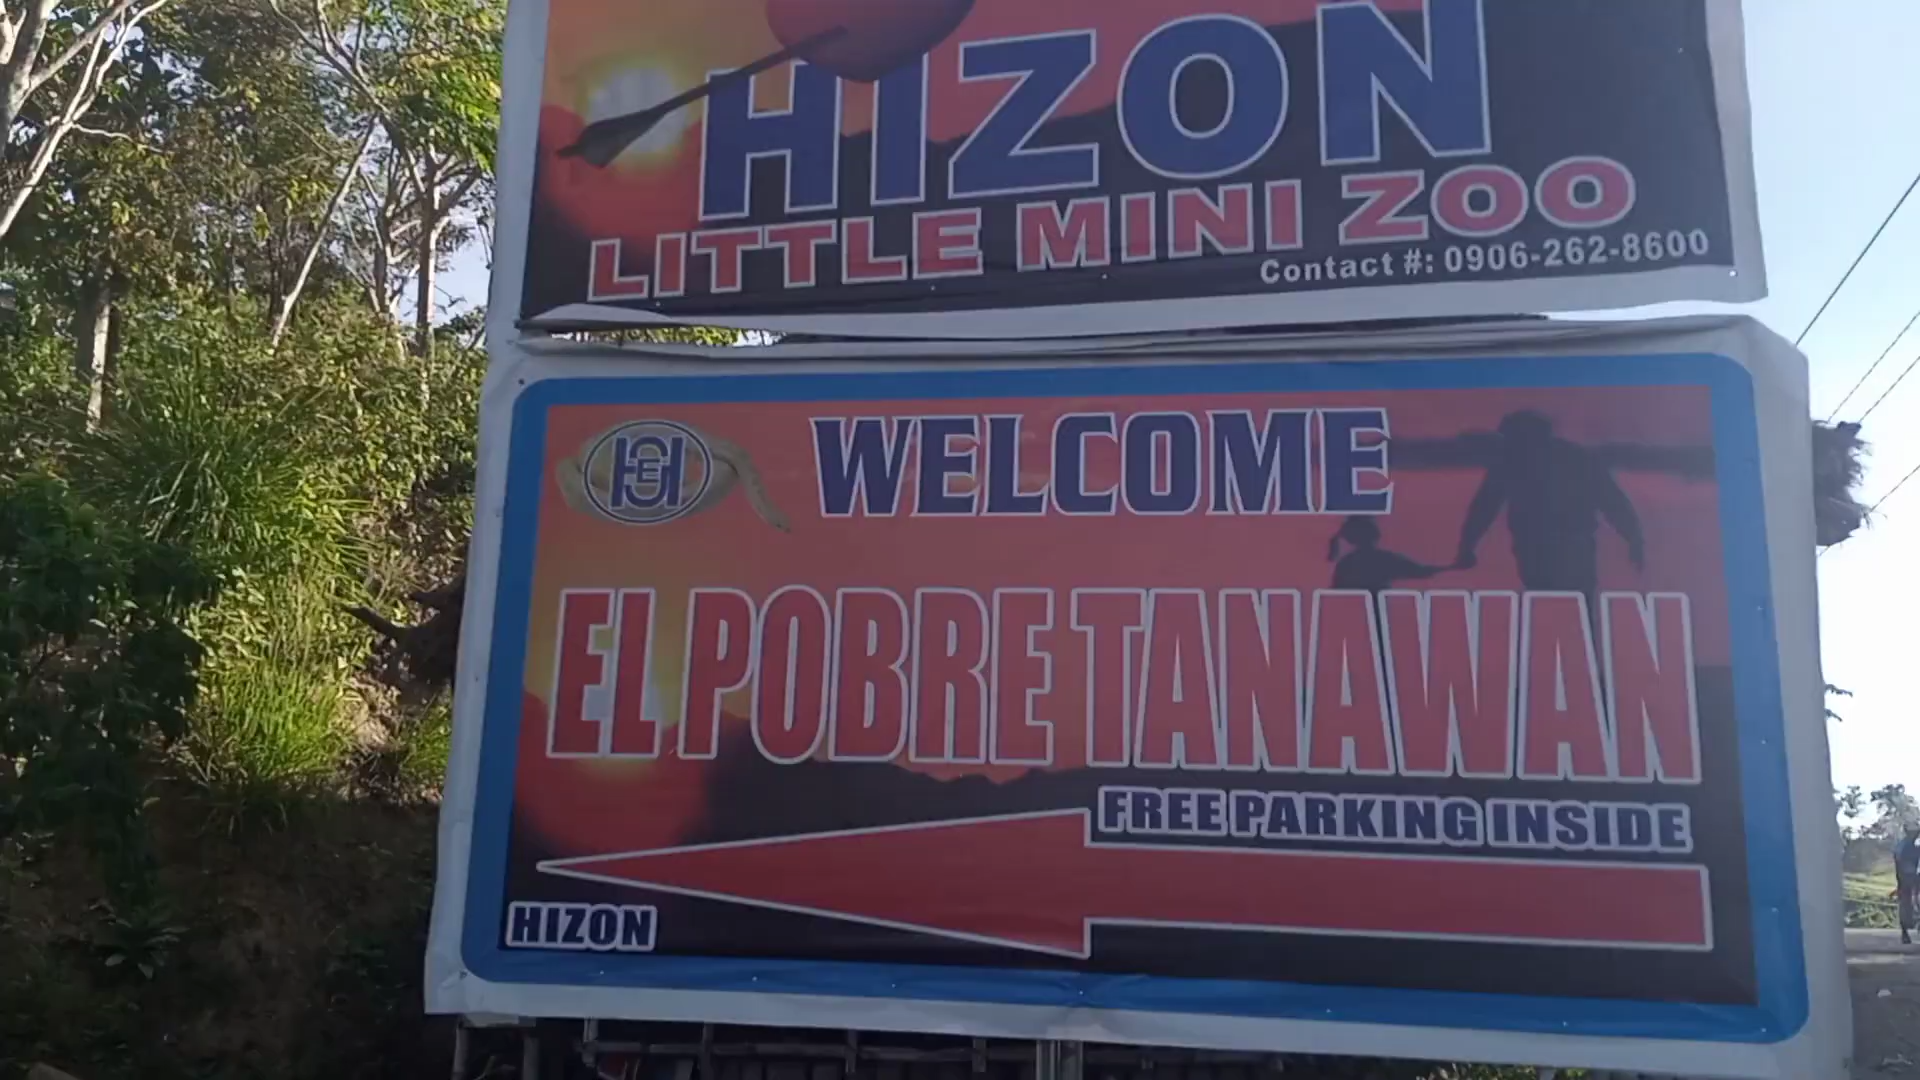 HIZON
LITTLE MINI ZOO
Contact #: 0906-262-8600
WELCOME
EL POBRE TANAWAN
FREE PARKING INSIDE
HIZON